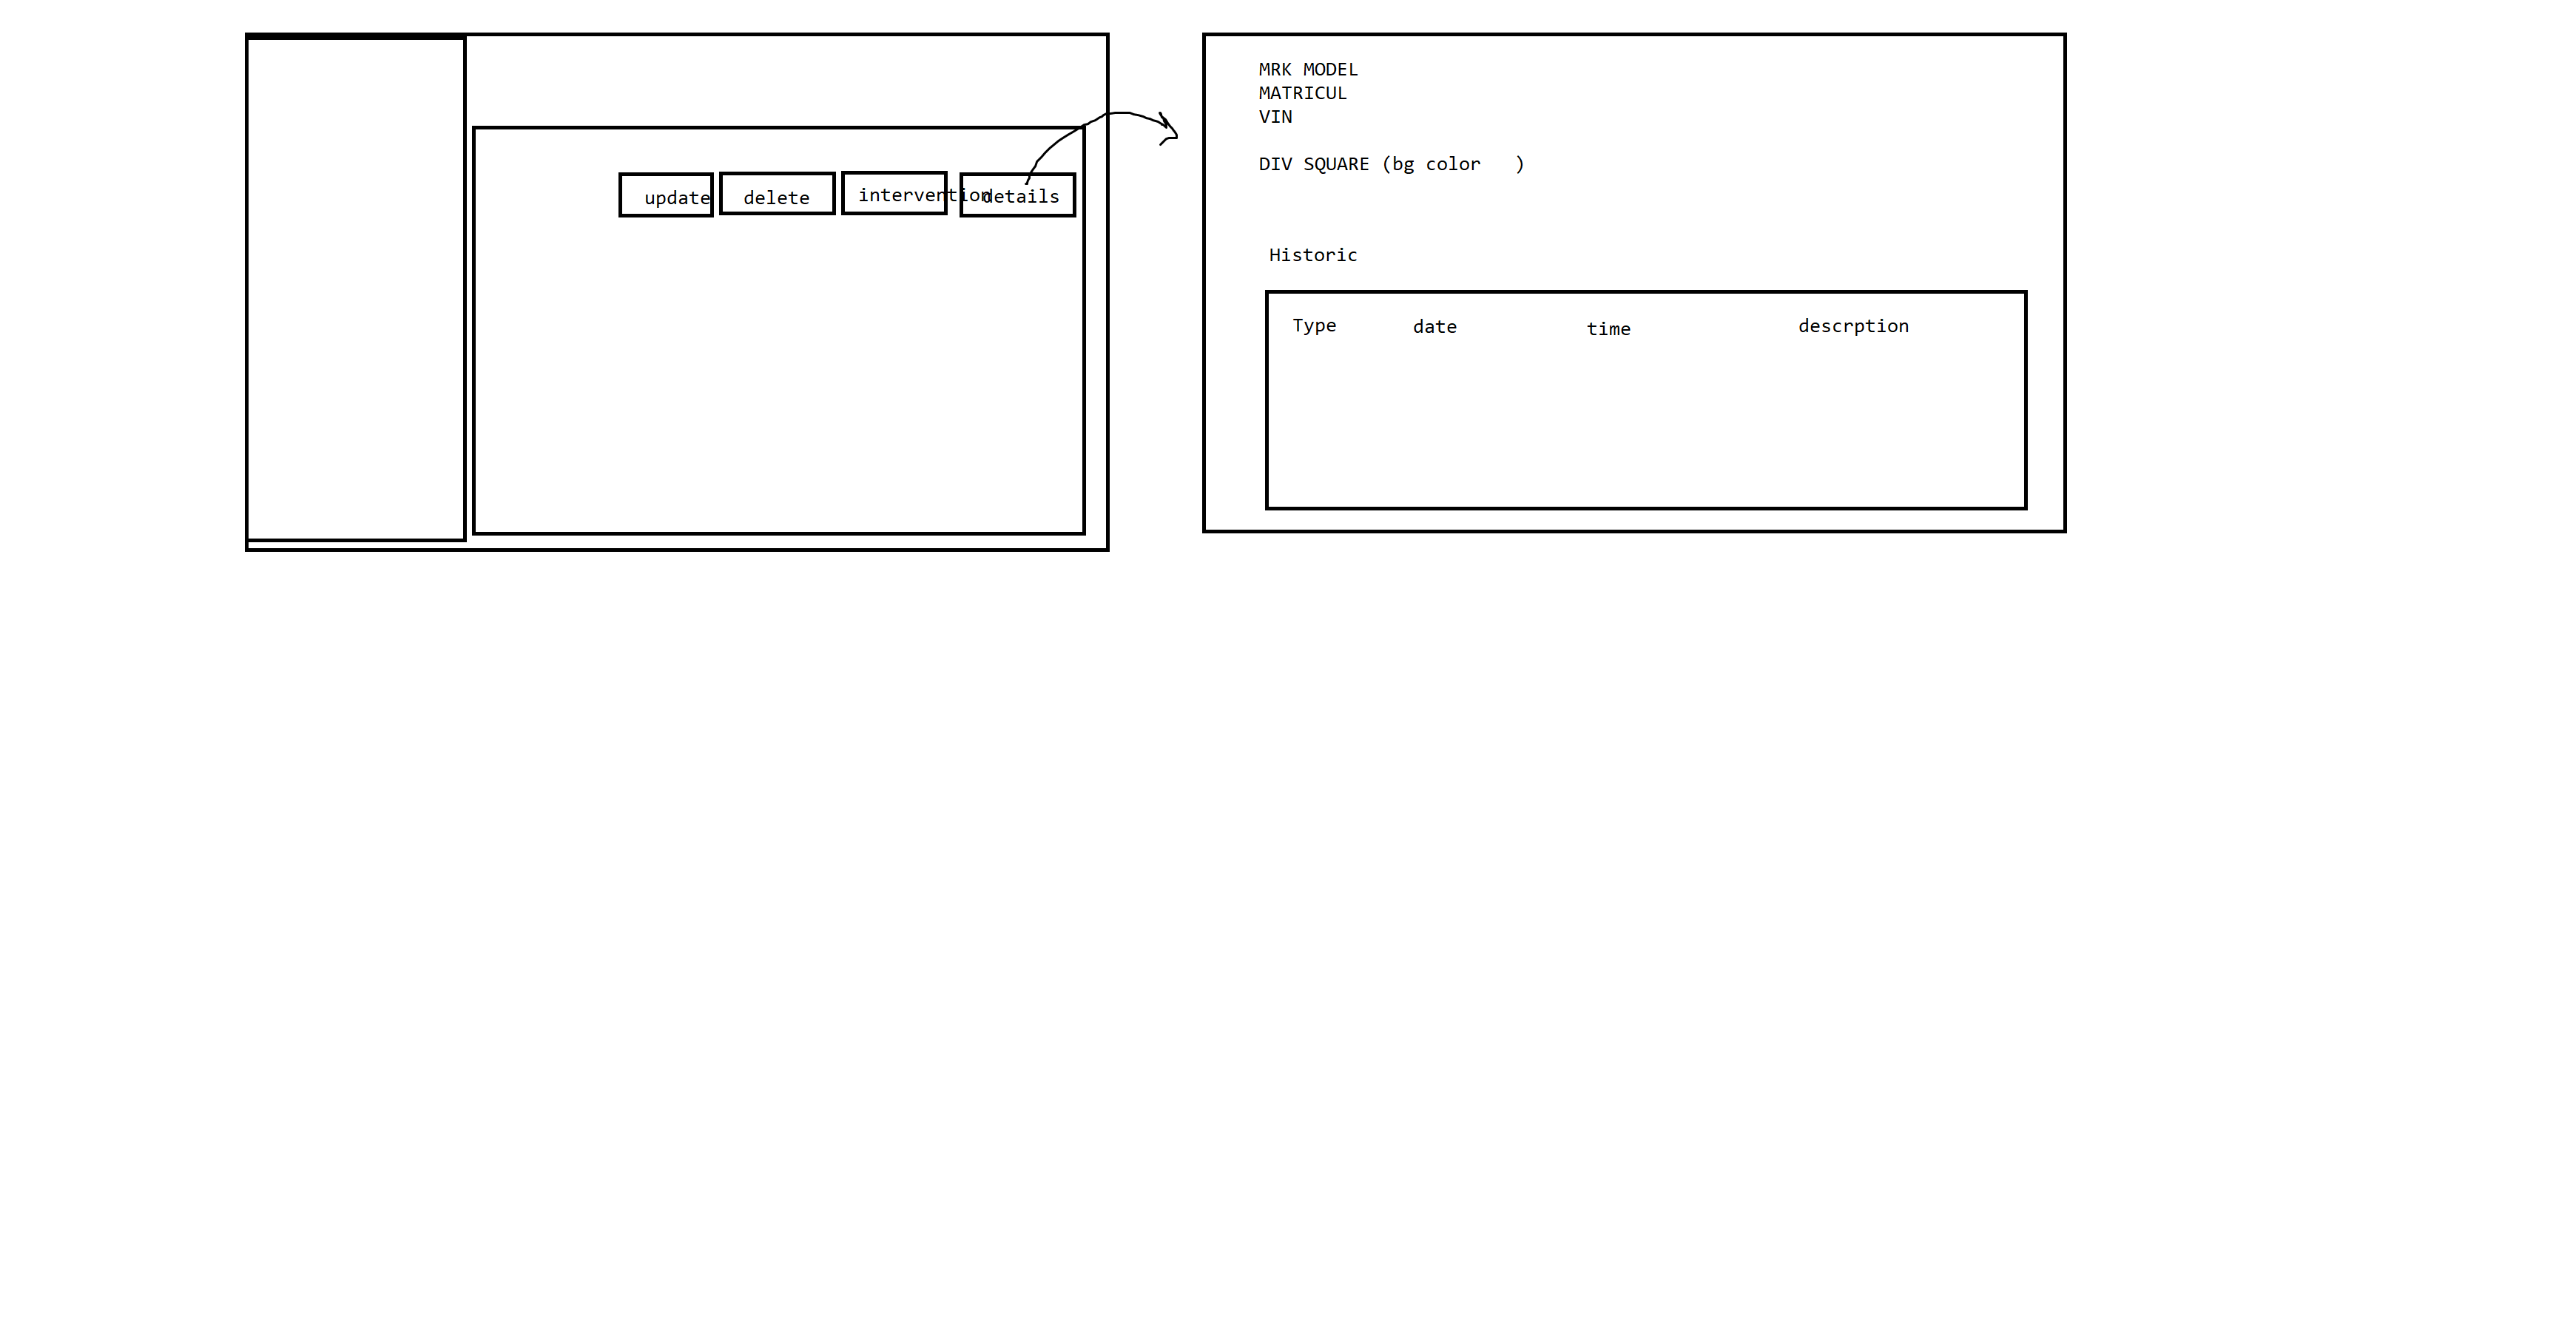 update delete intervention details
MRK MODEL
MATRICUL
VIN
DIV SQUARE (bg color   )
Historic
Type date time descrption